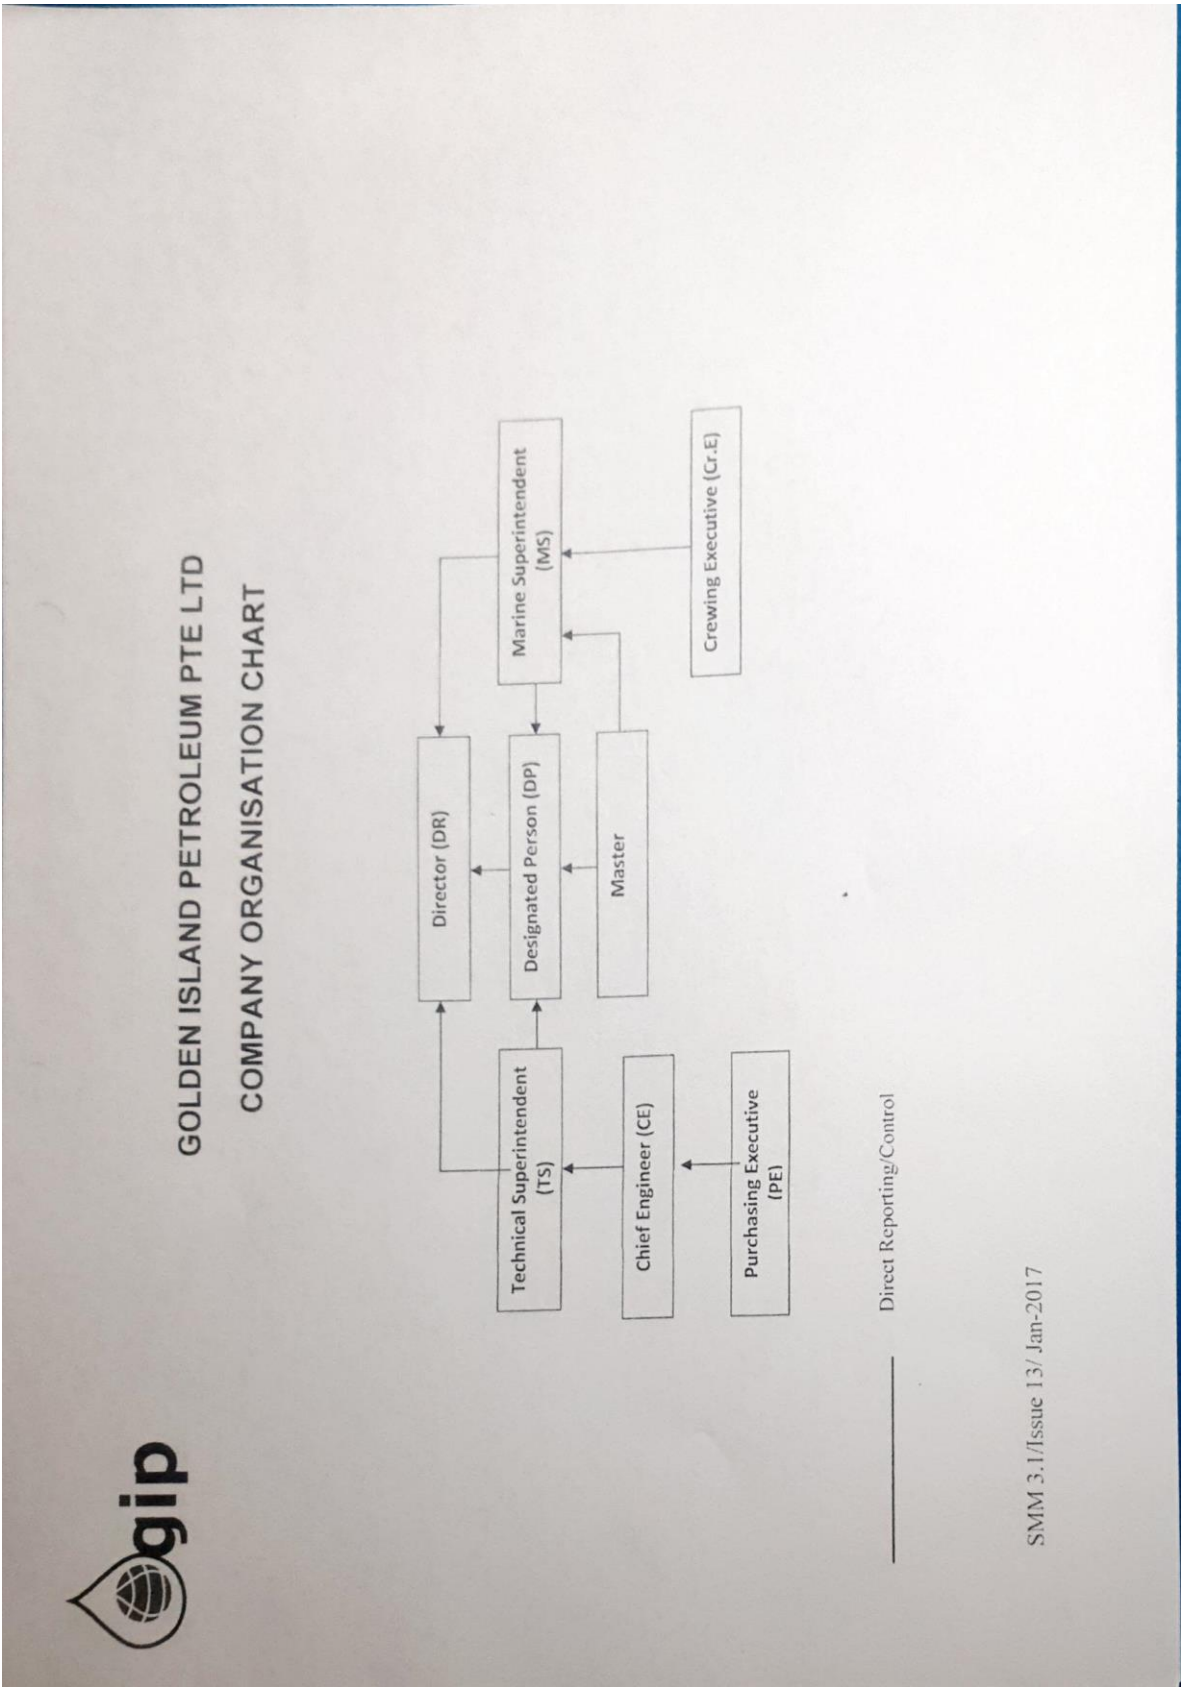 gip
GOLDEN ISLAND PETROLEUM PTE LTD
COMPANY ORGANISATION CHART
Director (DR)
Technical Superintendent
(TS)
Designated Person (DP)
Marine Superintendent
(MS)
Chief Engineer (CE)
Master
Purchasing Executive
(PE)
Crewing Executive (Cr.E)
Direct Reporting/Control
SMM 3.1/Issue 13/ Jan-2017